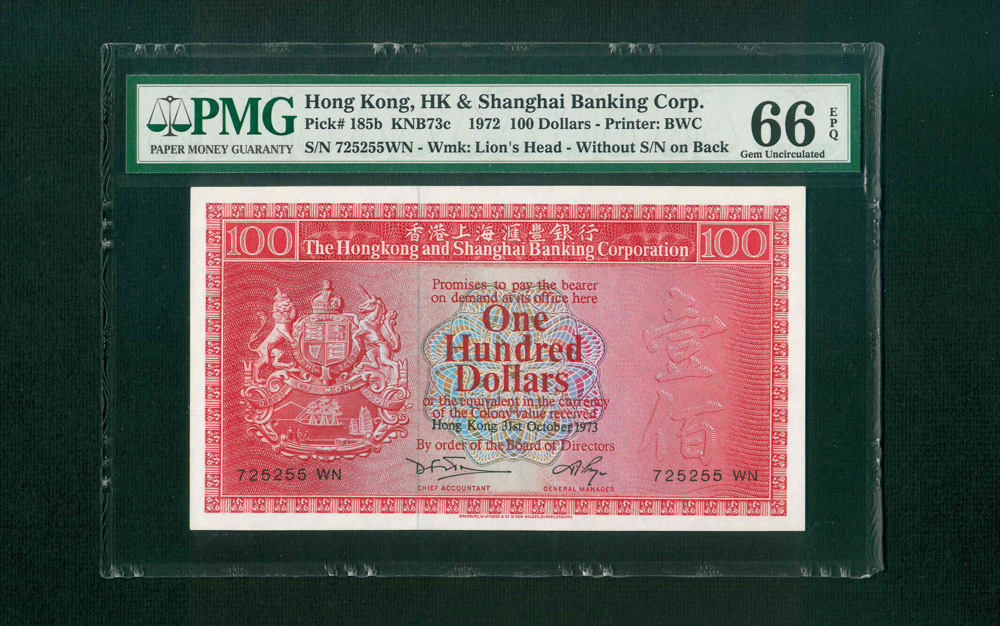 PMG
PAPER MONEY GUARANTY
Hong Kong, HK & Shanghai Banking Corp.
Pick# 185b KNB73c 1972 100 Dollars - Printer: BWC
S/N 725255WN - Wmk: Lion's Head - Without S/N on Back
66
EPQ
Gem Uncirculated
100
香港上海滙豐銀行
100
The Hongkong and Shanghai Banking Corporation
Promises to pay the bearer
on demand at its office here
One
Hundred
Dollars
or the equivalent in the currency
of the Colony value received
Hong Kong 31st October 1973
By order of the Board of Directors
壹
佰
725255 WN
725255 WN
CHIEF ACCOUNTANT
GENERAL MANAGER